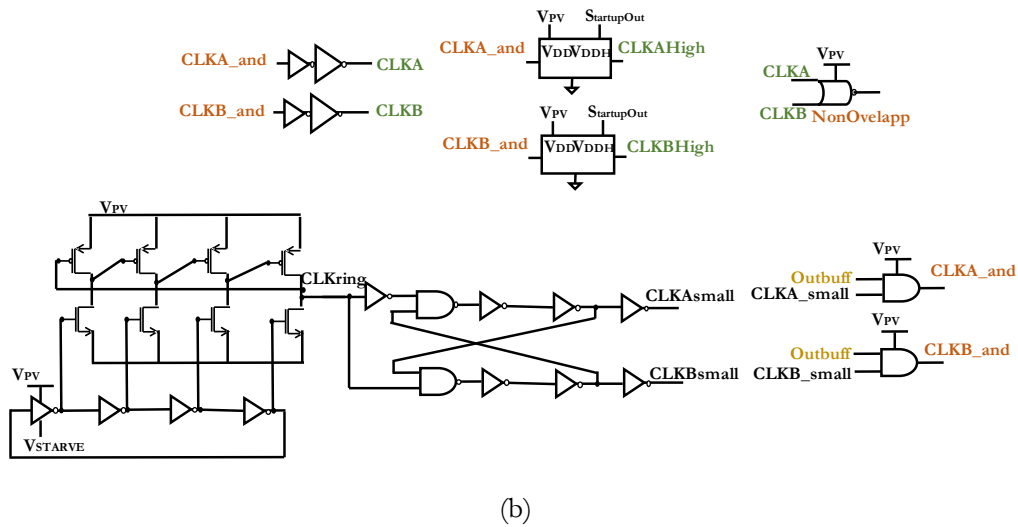 VPV
StartupOut
CLKA_and
CLKA
CLKA_and
VDD
VDDH
CLKAHigh
VPV
CLKA
CLKB
NonOvelapp
CLKB_and
CLKB
VPV
StartupOut
CLKB_and
VDD
VDDH
CLKBHigh
VPV
CLKring
CLKAsmall
CLKBsmall
VPV
Outbuff
CLKA_small
CLKA_and
VPV
Outbuff
CLKB_small
CLKB_and
VPV
VSTARVE
(b)